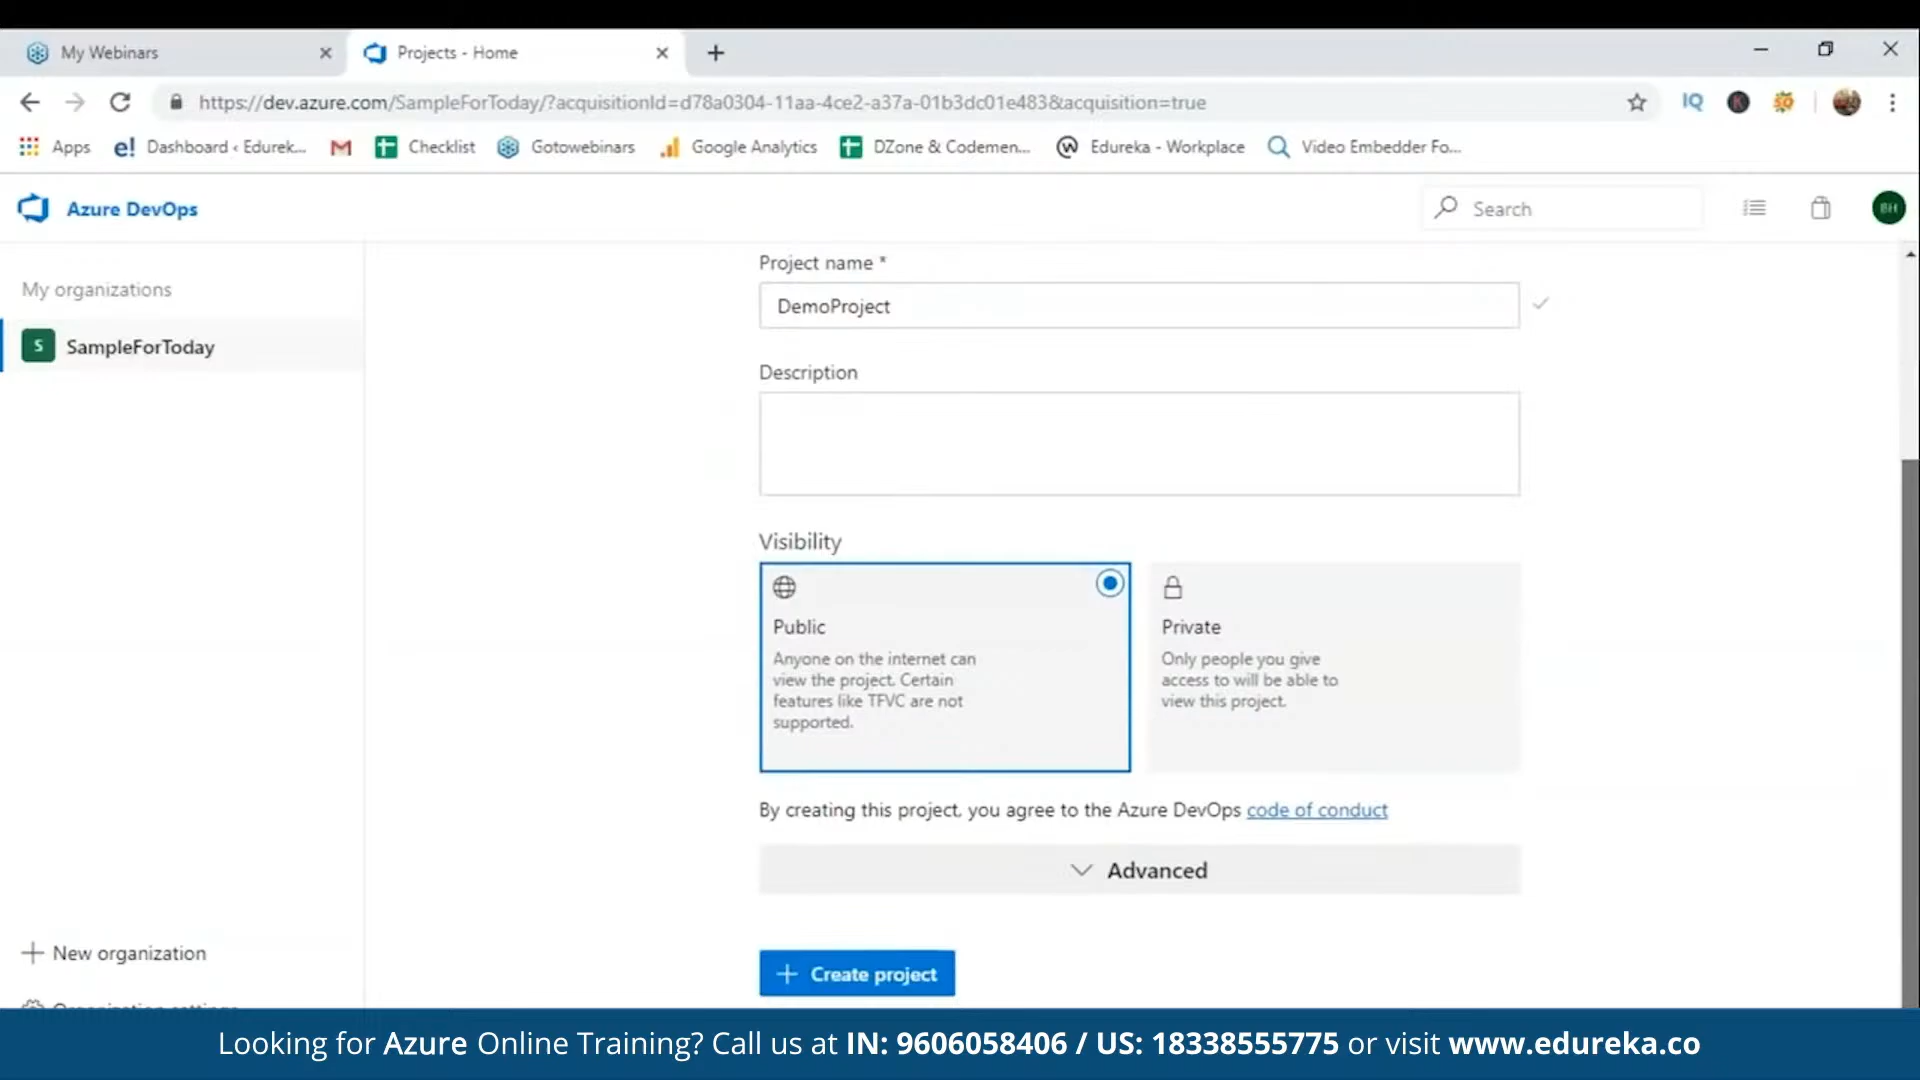 My Webinars
Projects - Home
https://dev.azure.com/SampleForToday/?acquisitionId=d78a0304-11aa-4ce2-a37a-01b3dc01e483&acquisition=true
IQ
Apps
e! Dashboard ‹ Edurek...
M
Checklist
Gotowebinars
Google Analytics
DZone & Codemen...
Edureka - Workplace
Video Embedder Fo...
Azure DevOps
Search
BH
My organizations
S SampleForToday
Project name *
DemoProject
Description
Visibility
Public
Anyone on the internet can
view the project. Certain
features like TFVC are not
supported.
Private
Only people you give
access to will be able to
view this project.
By creating this project, you agree to the Azure DevOps code of conduct
Advanced
New organization
Organization settings
Create project
Looking for Azure Online Training? Call us at IN: 9606058406 / US: 18338555775 or visit www.edureka.co